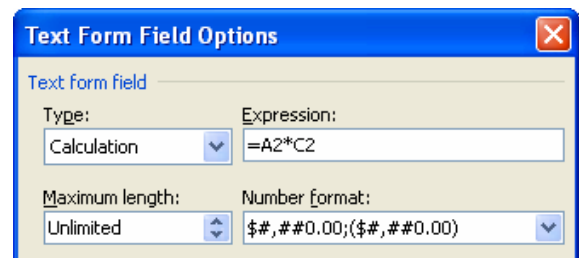 Text Form Field Options
Text form field
Type: Expression:
Calculation =A2*C2
Maximum length: Number format:
Unlimited $#,##0.00;($#,##0.00)